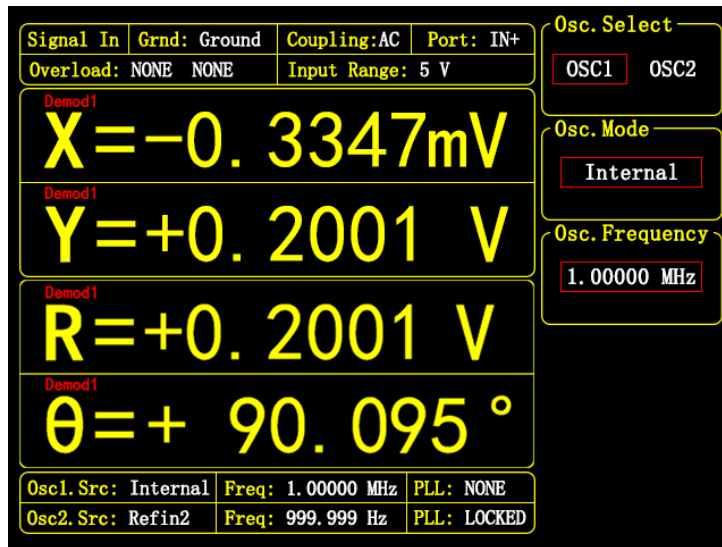 Signal In Grnd: Ground Coupling:AC Port: IN+
Overload: NONE NONE Input Range: 5 V
Demod1
X=-0.3347mV
Demod1
Y=+0.2001 V
Demod1
R=+0.2001 V
Demod1
θ=+ 90.095°
Osc1.Src: Internal Freq: 1.00000 MHz PLL: NONE
Osc2.Src: Refin2 Freq: 999.999 Hz PLL: LOCKED
Osc.Select
OSC1 OSC2
Osc.Mode
Internal
Osc.Frequency
1.00000 MHz